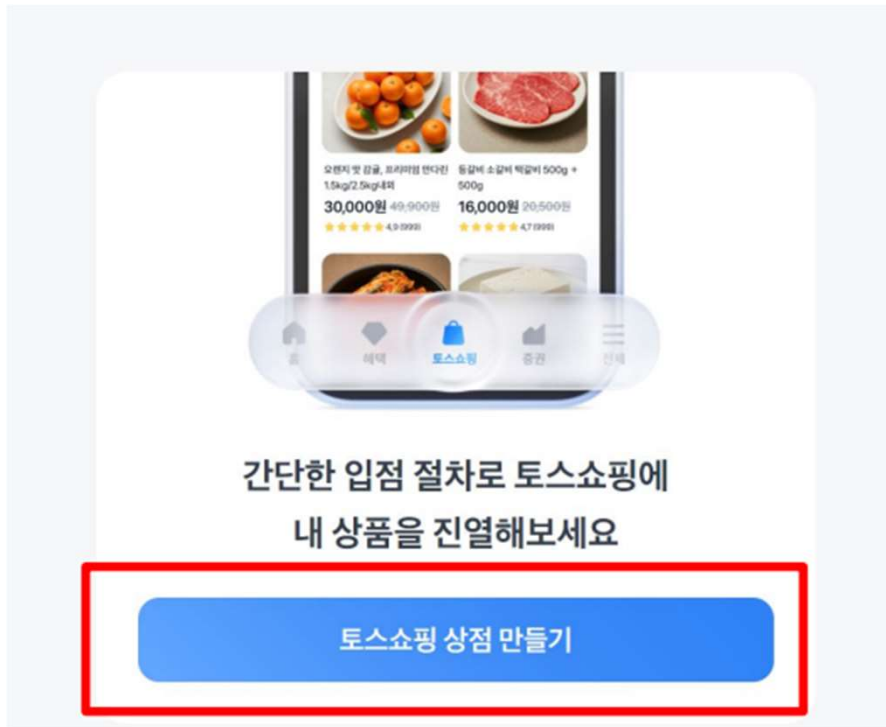 오렌지 맛 감귤, 프리미엄 만다린
1.5kg/2.5kg내외
30,000원 49,900원
4,9 (999)
등갈비 소갈비 떡갈비 500g +
500g
16,000원 20,500원
4,7 (999)
홈
혜택
토스쇼핑
증권
전체
간단한 입점 절차로 토스쇼핑에
내 상품을 진열해보세요
토스쇼핑 상점 만들기